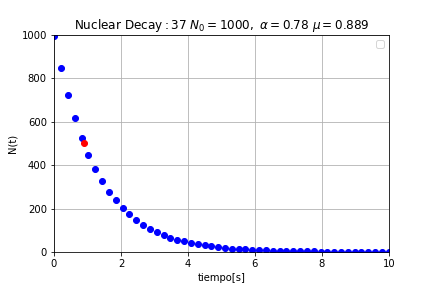 Nuclear Decay : 37 N₀ = 1000, α = 0.78 μ = 0.889
1000
800
600
400
200
0
N(t)
0 2 4 6 8 10
tiempo[s]